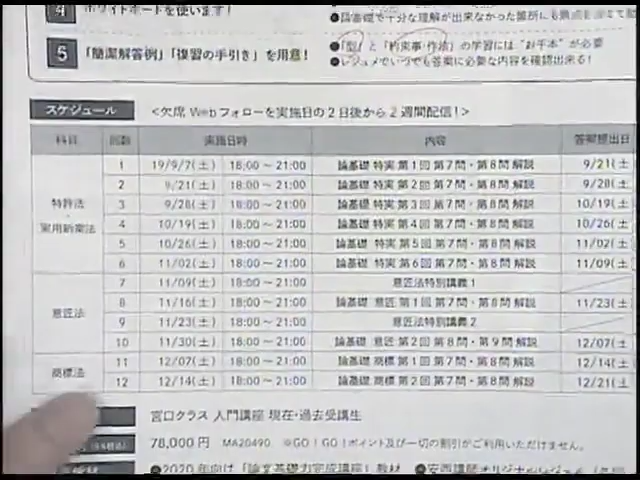 4 ホワイトボードを使います!
●論基礎で十分な理解が出来なかった箇所にも
5 「簡潔解答例」「復習の手引き」を用意!
●「型」と「約束事・作法」の学習には"お手本"が必要
●レジュメでいつでも答案に必要な内容を確認出来る!
スケジュール <欠席 Webフォローを実施日の2日後から2週間配信!>
科目 回数 実施日時 内容 答案提出日
特許法・実用新案法
1 19/9/7(土) 18:00～21:00 論基礎 特実 第1回 第7問・第8問 解説 9/21(土
2 9/21(土) 18:00～21:00 論基礎 特実 第2回 第7問・第8問 解説 9/28(土
3 9/28(土) 18:00～21:00 論基礎 特実 第3回 第7問・第8問 解説 10/19(土
4 10/19(土) 18:00～21:00 論基礎 特実 第4回 第7問・第8問 解説 10/26(土
5 10/26(土) 18:00～21:00 論基礎 特実 第5回 第7問・第8問 解説 11/02(土
6 11/02(土) 18:00～21:00 論基礎 特実 第6回 第7問・第8問 解説 11/09(土
意匠法
7 11/09(土) 18:00～21:00 意匠法特別講義1
8 11/16(土) 18:00～21:00 論基礎 意匠 第1回 第7問・第8問 解説 11/23(土
9 11/23(土) 18:00～21:00 意匠法特別講義2
10 11/30(土) 18:00～21:00 論基礎 意匠 第2回 第8問・第9問 解説 12/07(土
商標法
11 12/07(土) 18:00～21:00 論基礎 商標 第1回 第7問・第8問 解説 12/14(土
12 12/14(土) 18:00～21:00 論基礎 商標 第2回 第7問・第8問 解説 12/21(土
宮口クラス 入門講座 現在・過去受講生
78,000円 MA20490 ※GO!GO!ポイント及び一切の割引がご利用いただけません。
●2020年向け「論文基礎力完成講座」教材 ●安西講師オリジナルレジュメ